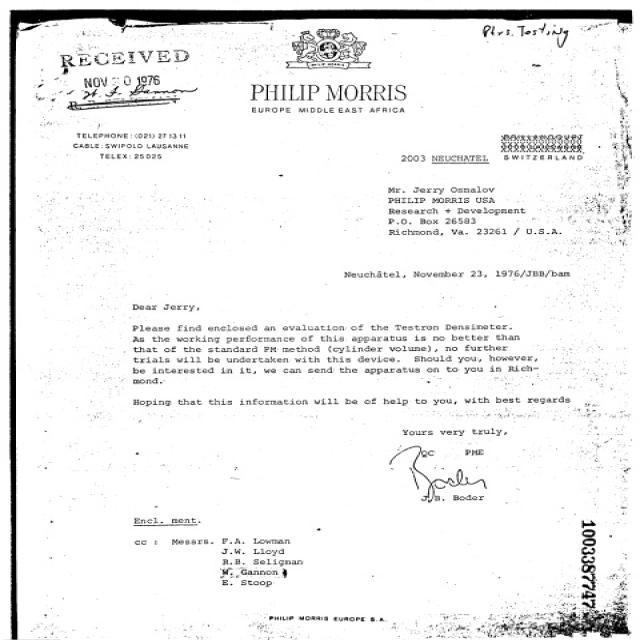 Phys. Testing
RECEIVED
NOV 30 1976
W. F. Gannon
PHILIP MORRIS
PHILIP MORRIS
EUROPE MIDDLE EAST AFRICA
TELEPHONE: (021) 27 13 11
CABLE: SWIPOLO LAUSANNE
TELEX: 25025
2003 NEUCHATEL SWITZERLAND
Mr. Jerry Osmalov
PHILIP MORRIS USA
Research + Development
P.O. Box 26583
Richmond, Va. 23261 / U.S.A.
Neuchâtel, November 23, 1976/JBB/bam
Dear Jerry,
Please find enclosed an evaluation of the Testron Densimeter.
As the working performance of this apparatus is no better than
that of the standard PM method (cylinder volume), no further
trials will be undertaken with this device. Should you, however,
be interested in it, we can send the apparatus on to you in Rich-
mond.
Hoping that this information will be of help to you, with best regards
Yours very truly,
QC PME
Boder
J.B. Boder
Encl. ment.
cc : Messrs. F.A. Lowman
J.W. Lloyd
R.B. Seligman
W. Gannon
E. Stoop
PHILIP MORRIS EUROPE S.A.
1003387747